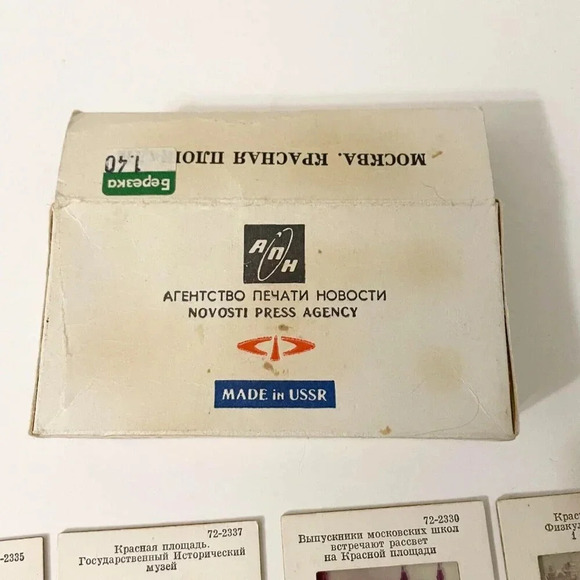 МОСКВА. КРАСНАЯ
Березка
1.40
АПН
АГЕНТСТВО ПЕЧАТИ НОВОСТИ
NOVOSTI PRESS AGENCY
MADE in USSR
72-2335
72-2337
Красная площадь.
Государственный Исторический
музей
72-2330
Выпускники московских школ
встречают рассвет
на Красной площади